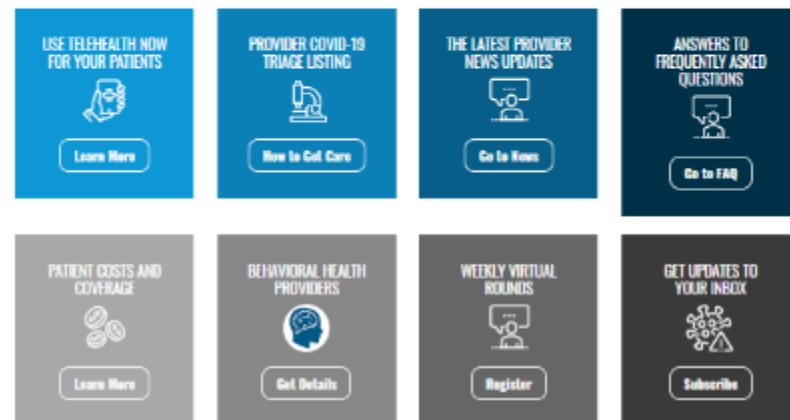 USE TELEHEALTH NOW
FOR YOUR PATIENTS
Learn More
PROVIDER COVID-19
TRIAGE LISTING
How to Get Care
THE LATEST PROVIDER
NEWS UPDATES
Go to News
ANSWERS TO
FREQUENTLY ASKED
QUESTIONS
Go to FAQ
PATIENT COSTS AND
COVERAGE
Learn More
BEHAVIORAL HEALTH
PROVIDERS
Get Details
WEEKLY VIRTUAL
ROUNDS
Register
GET UPDATES TO
YOUR INBOX
Subscribe